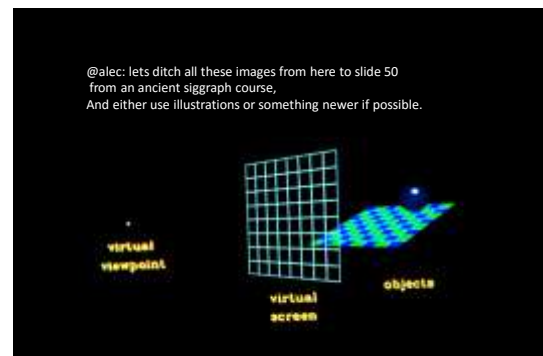 @alec: lets ditch all these images from here to slide 50
from an ancient siggraph course,
And either use illustrations or something newer if possible.
virtual
viewpoint
virtual
screen
objects